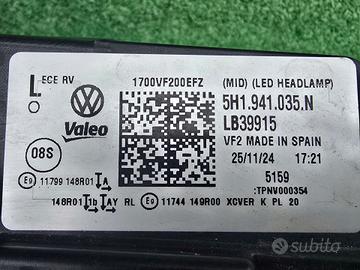 L ECE RV
1700VF200EFZ
(MID) (LED HEADLAMP)
5H1.941.035.N
Valeo
LB39915
08S
VF2 MADE IN SPAIN
25/11/24 17:21
5159
E9 11799 148R01 A
:TPNV000354
148R01 1b AY RL E9 11744 149R00 XCVER K PL 20
subito